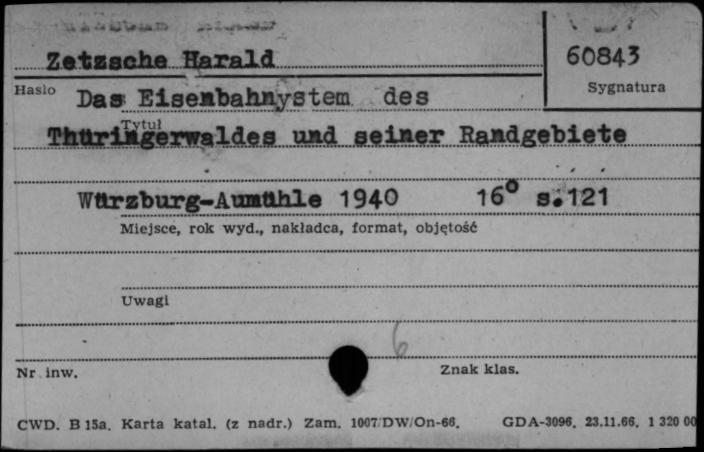 Zetzsche Harald
60843
Hasło
Sygnatura
Das Eisenbahnystem des
Tytuł
Thüringerwaldes und seiner Randgebiete
Würzburg-Aumühle 1940 16° s.121
Miejsce, rok wyd., nakładca, format, objętość
Uwagi
6
Nr inw.
Znak klas.
CWD. B 15a. Karta katal. (z nadr.) Zam. 1007/DW/On-66. GDA-3096. 23.11.66. 1 320 00